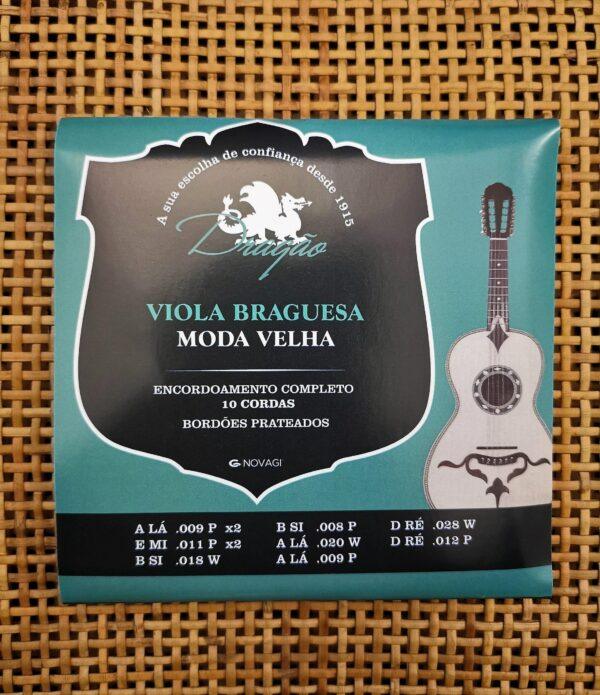 A sua escolha de confiança desde 1915
Dragão
VIOLA BRAGUESA
MODA VELHA
ENCORDOAMENTO COMPLETO
10 CORDAS
BORDÕES PRATEADOS
NOVAGI
A LÁ .009 P x2
E MI .011 P x2
B SI .018 W
B SI .008 P
A LÁ .020 W
A LÁ .009 P
D RÉ .028 W
D RÉ .012 P